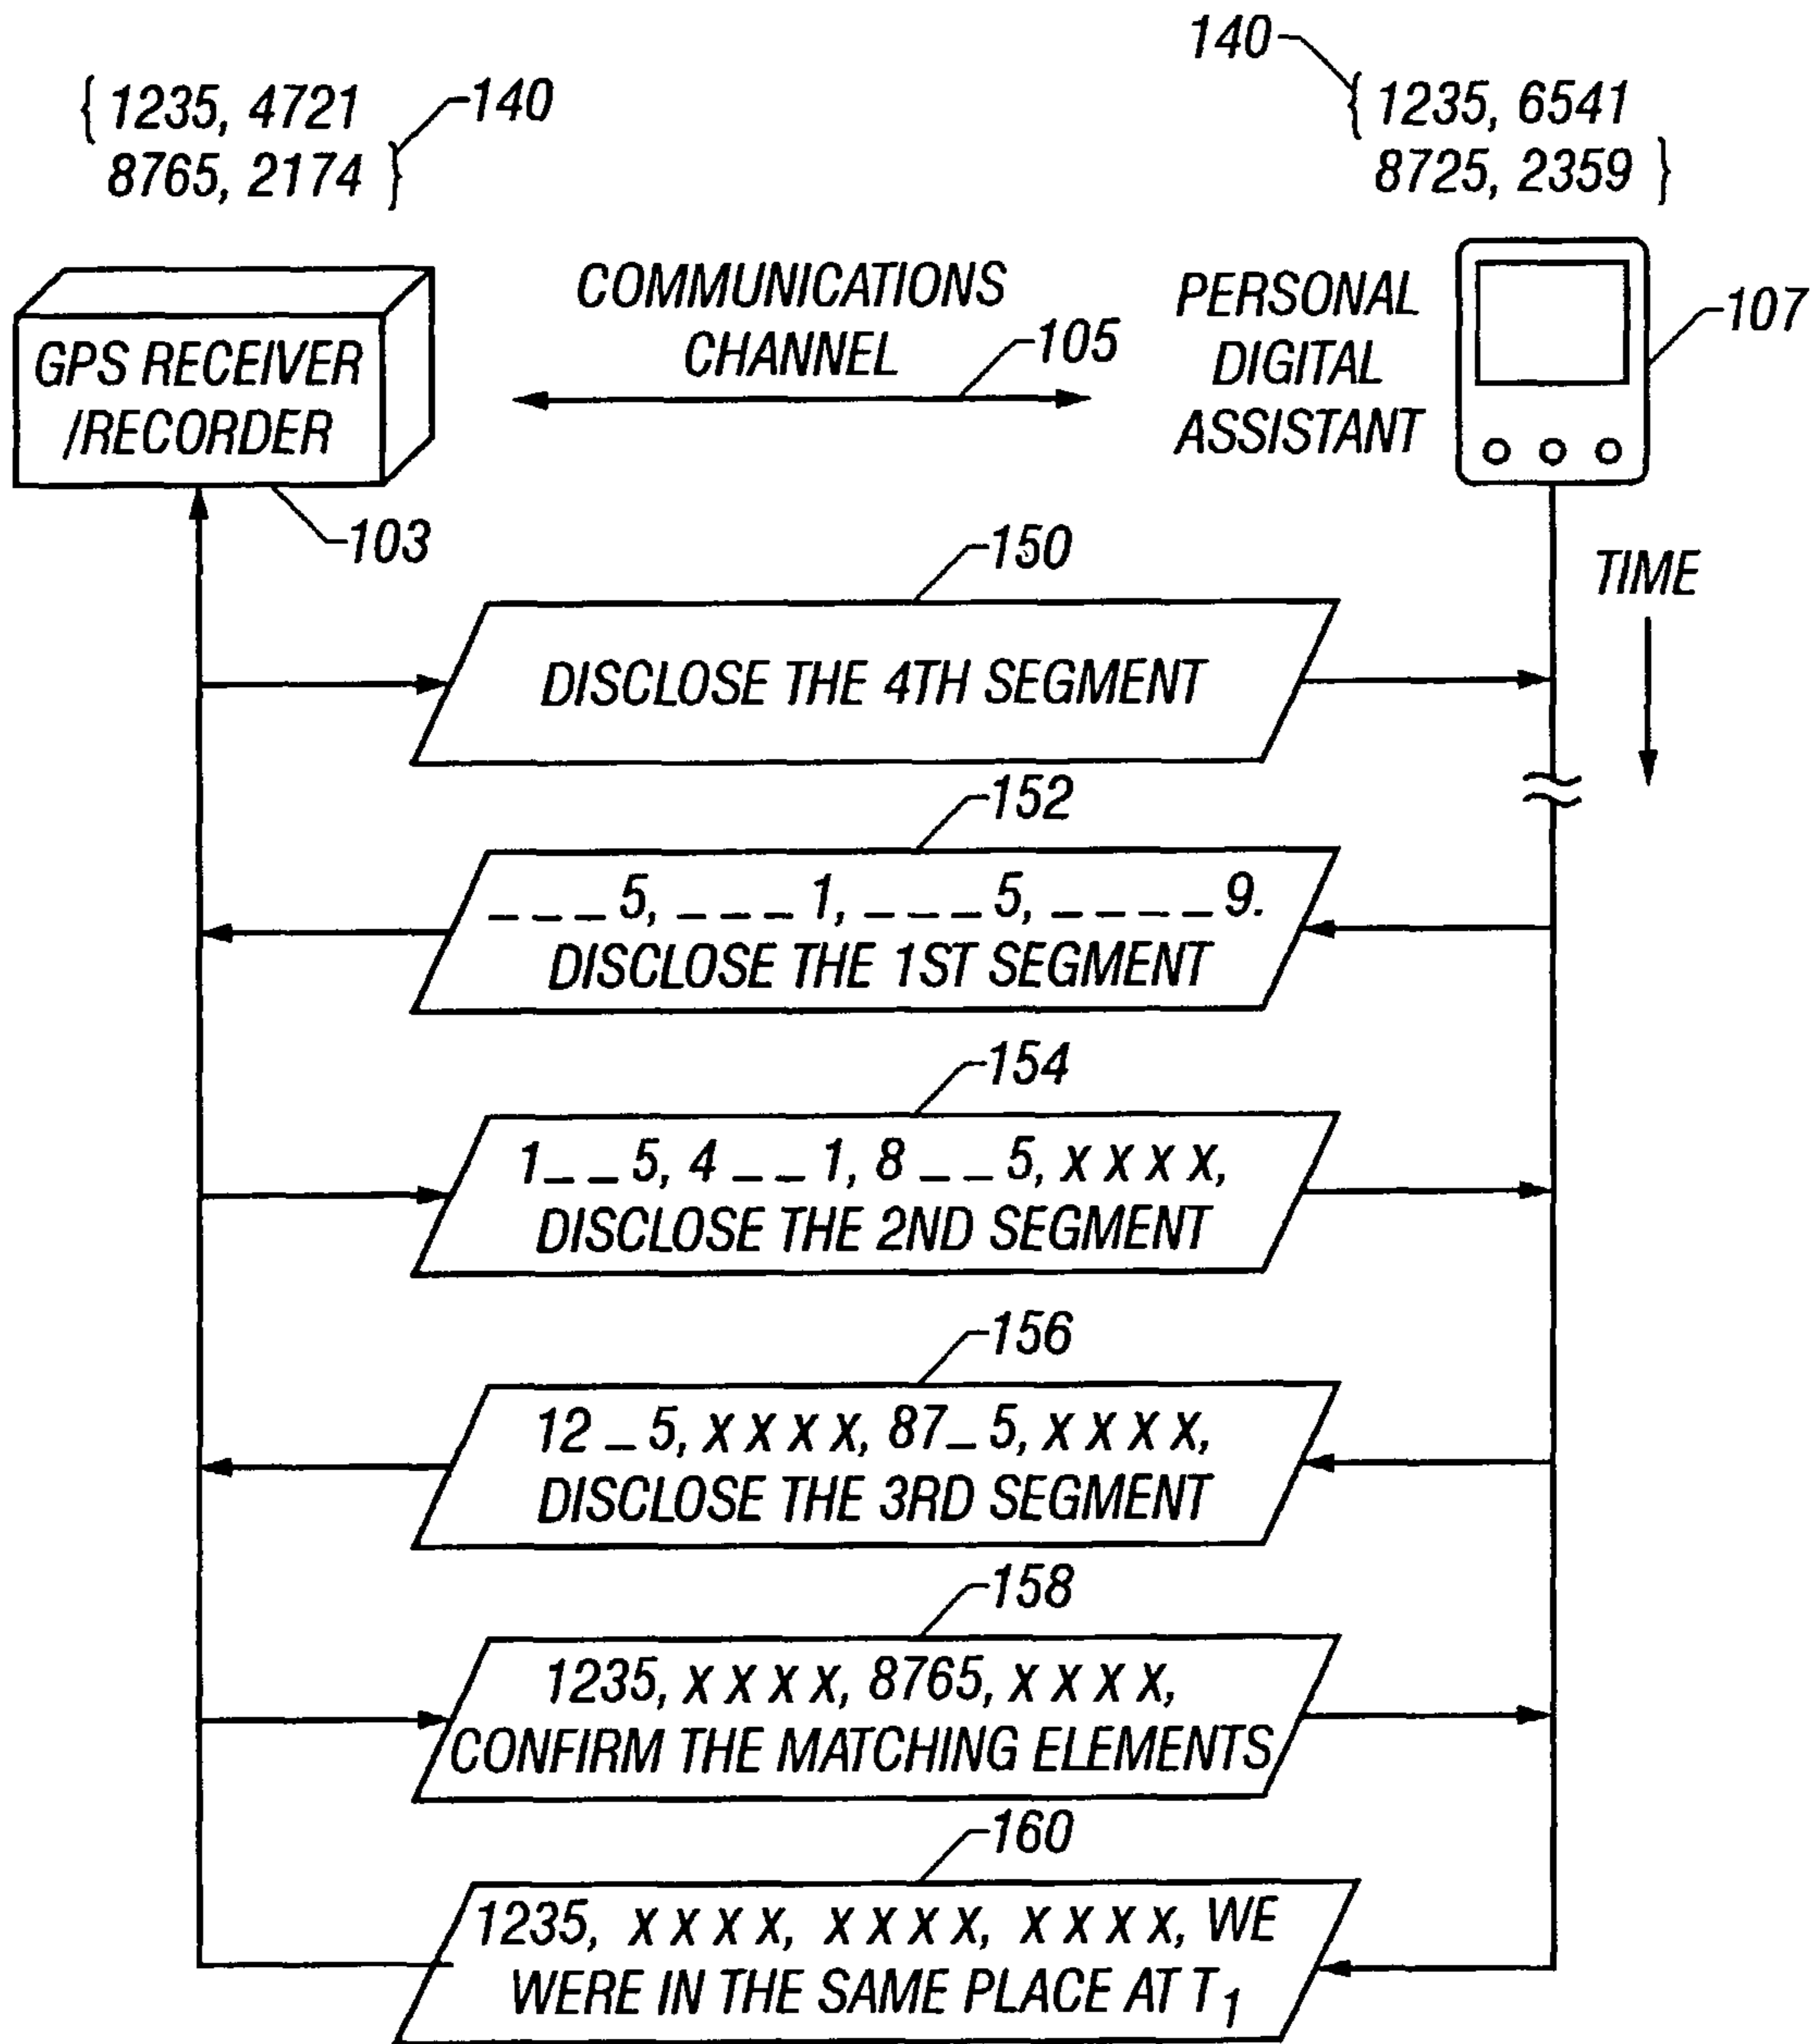 { 1235, 4721
8765, 2174 }
140
140
{ 1235, 6541
8725, 2359 }
GPS RECEIVER
/RECORDER
103
COMMUNICATIONS
CHANNEL
105
PERSONAL
DIGITAL
ASSISTANT
107
TIME
150
DISCLOSE THE 4TH SEGMENT
152
_ _ _ 5, _ _ _ 1, _ _ _ 5, _ _ _ _ 9.
DISCLOSE THE 1ST SEGMENT
154
1_ _ 5, 4 _ _ 1, 8 _ _ 5, X X X X,
DISCLOSE THE 2ND SEGMENT
156
12 _ 5, X X X X, 87_ 5, X X X X,
DISCLOSE THE 3RD SEGMENT
158
1235, X X X X, 8765, X X X X,
CONFIRM THE MATCHING ELEMENTS
160
1235, X X X X, X X X X, X X X X, WE
WERE IN THE SAME PLACE AT T1